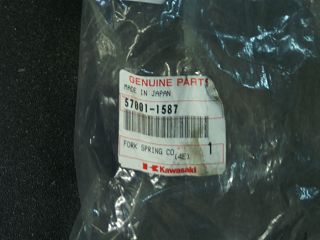 GENUINE PARTS
MADE IN JAPAN
57001-1587
FORK SPRING CO
(4E) 1
Kawasaki